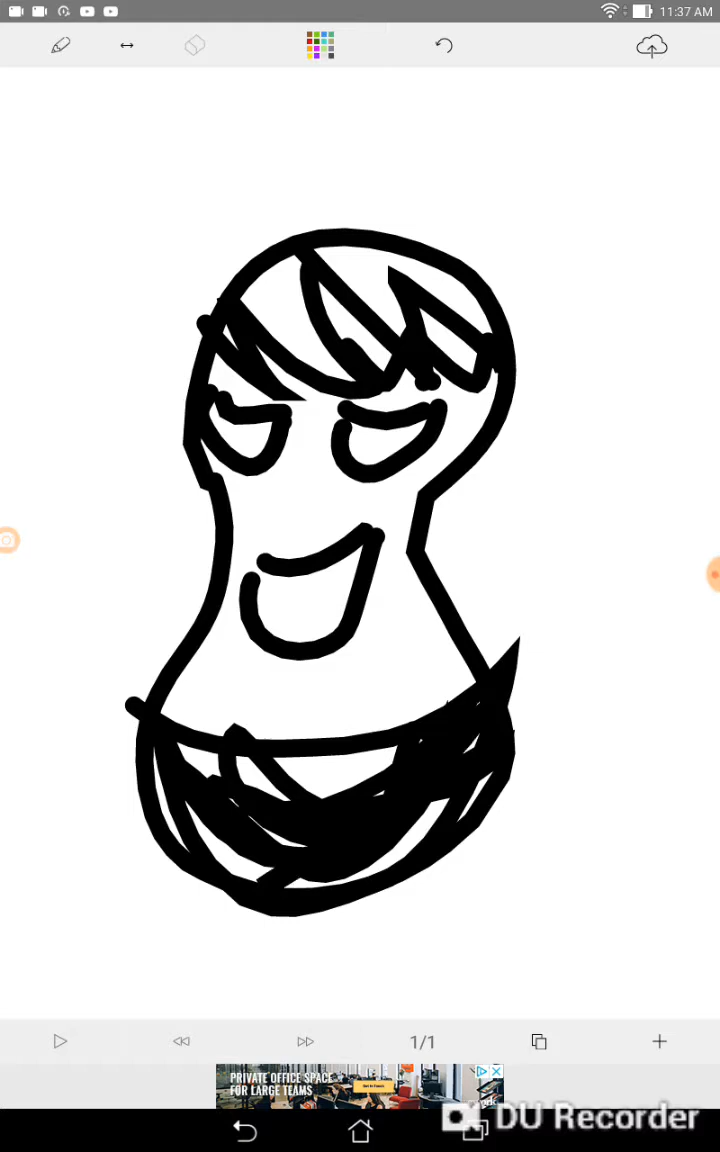 11:37 AM
1/1
PRIVATE OFFICE SPACE
FOR LARGE TEAMS
DU Recorder